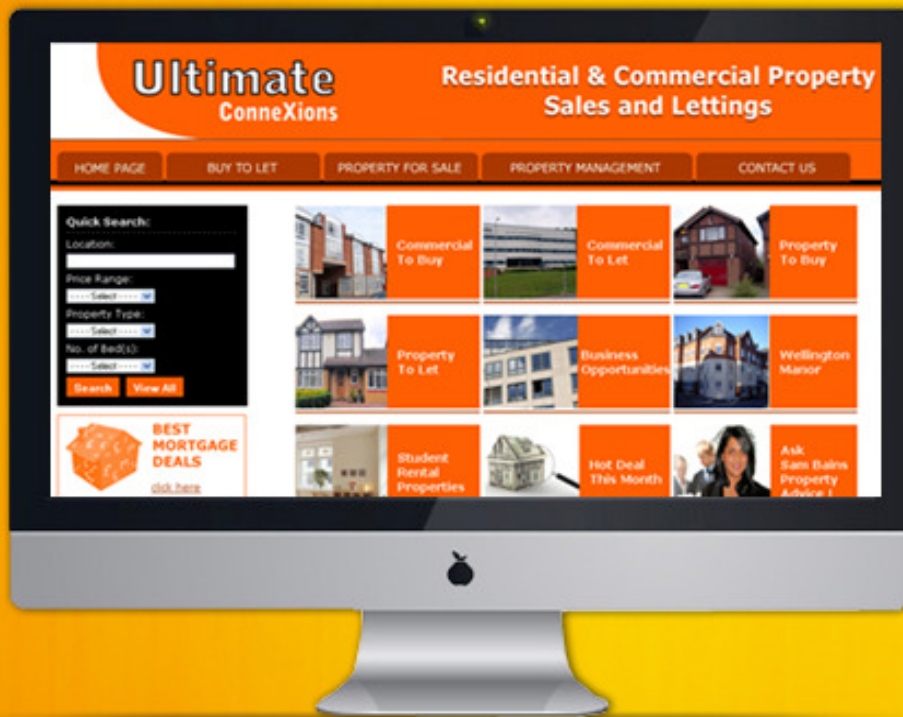 Ultimate
ConneXions
Residential & Commercial Property
Sales and Lettings
HOME PAGE
BUY TO LET
PROPERTY FOR SALE
PROPERTY MANAGEMENT
CONTACT US
Quick Search:
Location:
Price Range:
----Select----
Property Type:
----Select----
No. of Bed(s):
----Select----
Search
View All
BEST
MORTGAGE
DEALS
click here
Commercial
To Buy
Commercial
To Let
Property
To Buy
Property
To Let
Business
Opportunities
Wellington
Manor
Student
Rental
Properties
Hot Deal
This Month
Ask
Sam Bains
Property
Advice !